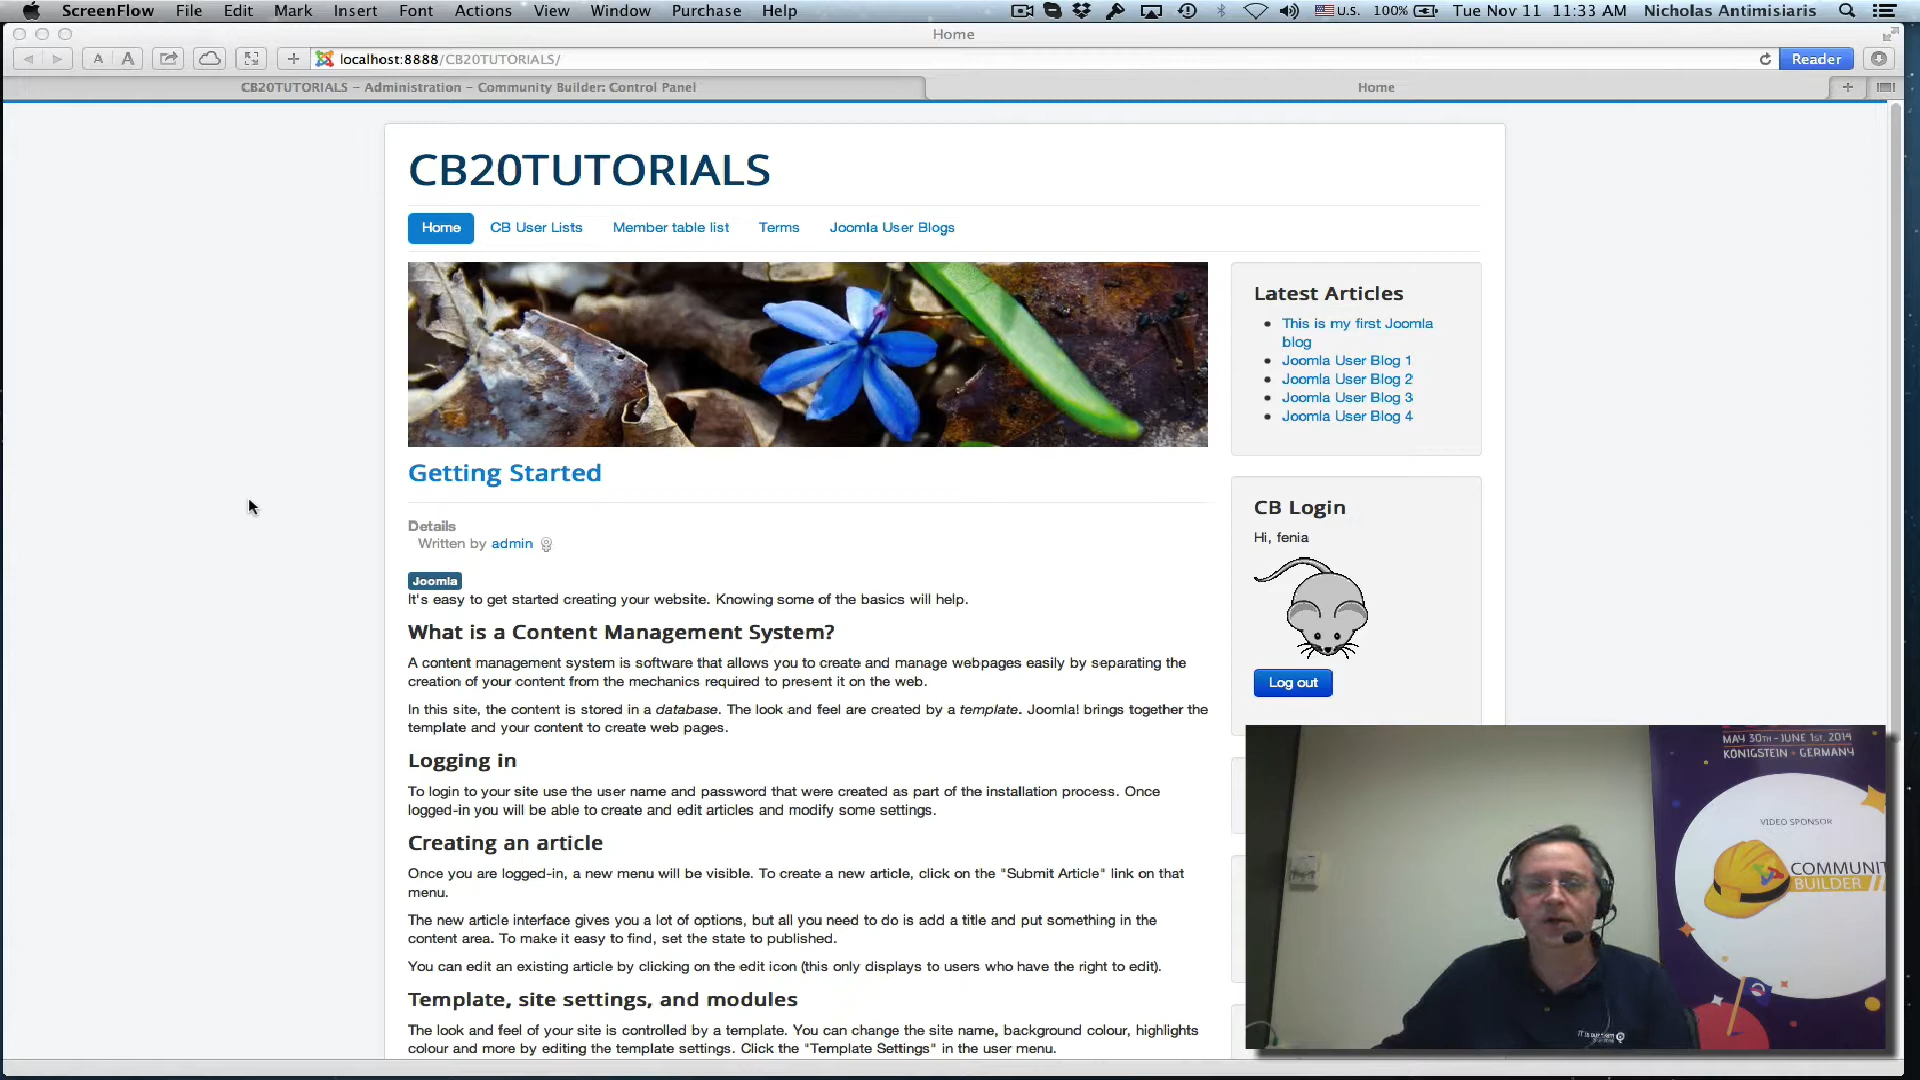 ScreenFlow File Edit Mark Insert Font Actions View Window Purchase Help U.S. 100% Tue Nov 11 11:33 AM Nicholas Antimisiaris
Home
A A localhost:8888/CB20TUTORIALS/ Reader
CB20TUTORIALS – Administration – Community Builder: Control Panel Home
CB20TUTORIALS
Home CB User Lists Member table list Terms Joomla User Blogs
Getting Started
Details
Written by admin
Joomla
It's easy to get started creating your website. Knowing some of the basics will help.
What is a Content Management System?
A content management system is software that allows you to create and manage webpages easily by separating the
creation of your content from the mechanics required to present it on the web.
In this site, the content is stored in a database. The look and feel are created by a template. Joomla! brings together the
template and your content to create web pages.
Logging in
To login to your site use the user name and password that were created as part of the installation process. Once
logged-in you will be able to create and edit articles and modify some settings.
Creating an article
Once you are logged-in, a new menu will be visible. To create a new article, click on the "Submit Article" link on that
menu.
The new article interface gives you a lot of options, but all you need to do is add a title and put something in the
content area. To make it easy to find, set the state to published.
You can edit an existing article by clicking on the edit icon (this only displays to users who have the right to edit).
Template, site settings, and modules
The look and feel of your site is controlled by a template. You can change the site name, background colour, highlights
colour and more by editing the template settings. Click the "Template Settings" in the user menu.
Latest Articles
This is my first Joomla
blog
Joomla User Blog 1
Joomla User Blog 2
Joomla User Blog 3
Joomla User Blog 4
CB Login
Hi, fenia
Log out
MAY 30TH - JUNE 1ST, 2014
KÖNIGSTEIN - GERMANY
VIDEO SPONSOR
COMMUNIT
BUILDER